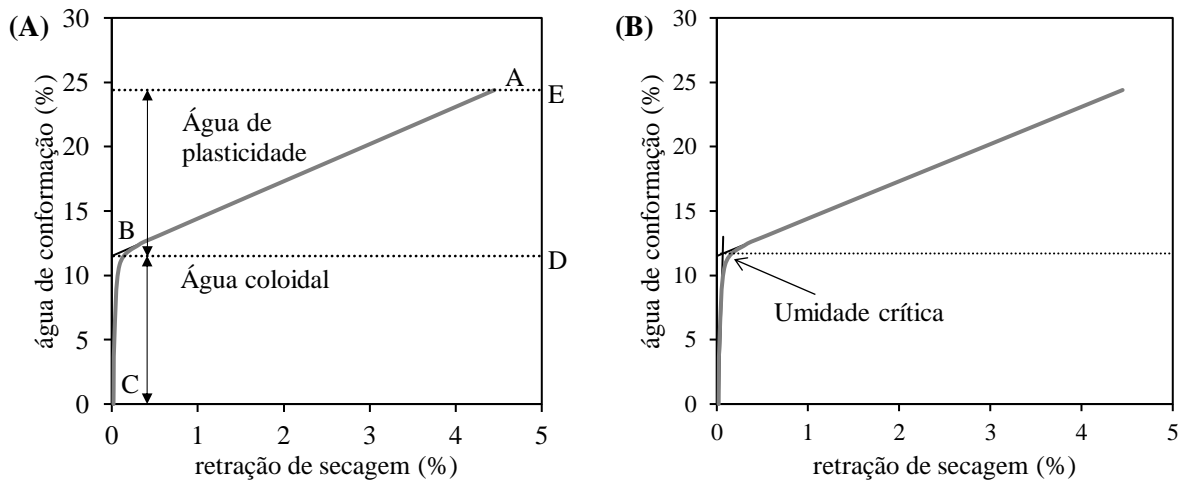 (A)
água de conformação (%)
30
25
20
15
10
5
0
A
E
Água de
plasticidade
B
D
Água coloidal
C
0 1 2 3 4 5
retração de secagem (%)
(B)
água de conformação (%)
30
25
20
15
10
5
0
Umidade crítica
0 1 2 3 4 5
retração de secagem (%)